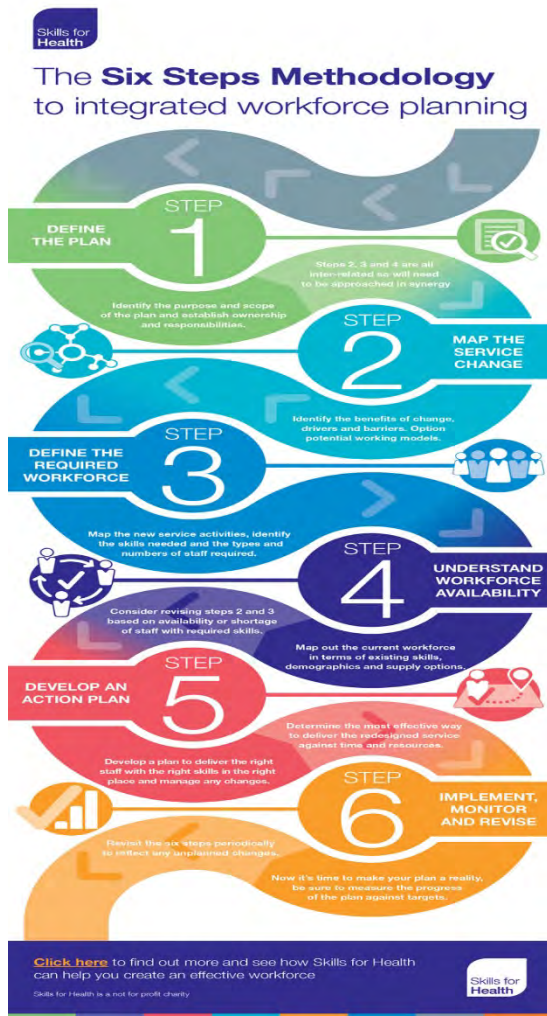 Skills for
Health
The Six Steps Methodology
to integrated workforce planning
STEP
1
DEFINE
THE PLAN
Identify the purpose and scope
of the plan and establish ownership
and responsibilities.
Steps 2, 3 and 4 are all
inter-related so will need
to be approached in synergy
STEP
2
MAP THE
SERVICE
CHANGE
Identify the benefits of change,
drivers and barriers. Option
potential working models.
STEP
3
DEFINE THE
REQUIRED
WORKFORCE
Map the new service activities, identify
the skills needed and the types and
numbers of staff required.
STEP
4
UNDERSTAND
WORKFORCE
AVAILABILITY
Consider revising steps 2 and 3
based on availability or shortage
of staff with required skills.
Map out the current workforce
in terms of existing skills,
demographics and supply options.
STEP
5
DEVELOP AN
ACTION PLAN
Develop a plan to deliver the right
staff with the right skills in the right
place and manage any changes.
Determine the most effective way
to deliver the redesigned service
against time and resources.
STEP
6
IMPLEMENT,
MONITOR
AND REVISE
Revisit the six steps periodically
to reflect any unplanned changes.
Now it's time to make your plan a reality,
be sure to measure the progress
of the plan against targets.
Click here to find out more and see how Skills for Health
can help you create an effective workforce
Skills for Health is a not for profit charity
Skills for
Health